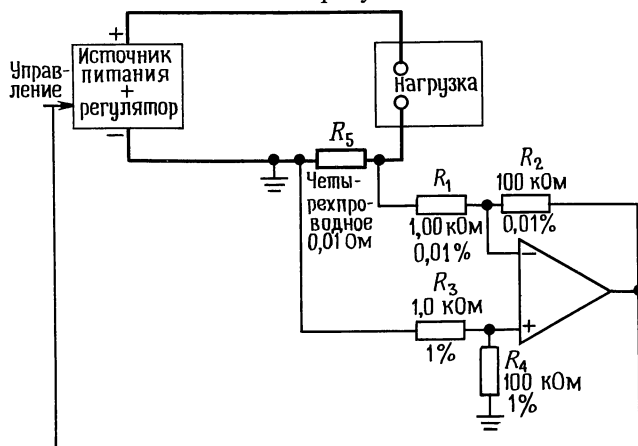 +
Источник
питания
+
регулятор
−
Управ-
ление
Нагрузка
R5
Четы-
рехпро-
водное
0,01 Ом
R1
1,00 кОм
0,01%
R2
100 кОм
0,01%
−
+
R3
1,0 кОм
1%
R4
100 кОм
1%